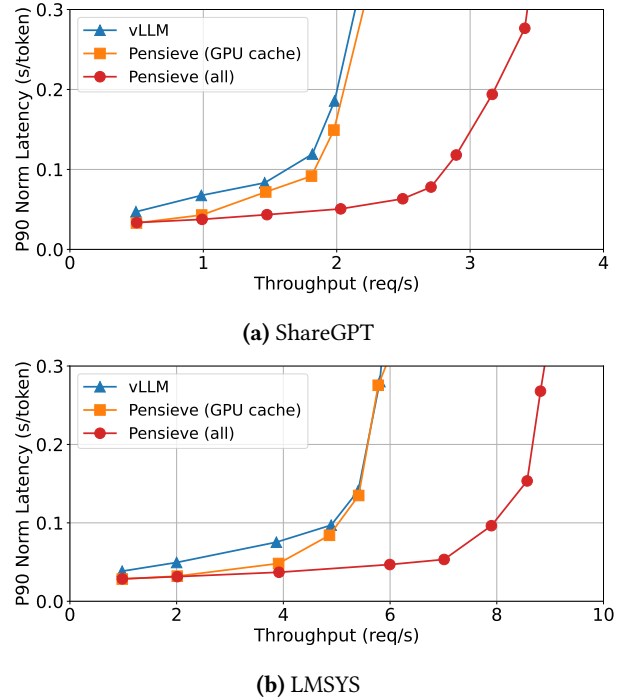 P90 Norm Latency (s/token)
0.3
0.2
0.1
0.0
vLLM
Pensieve (GPU cache)
Pensieve (all)
0 1 2 3 4
Throughput (req/s)
(a) ShareGPT
P90 Norm Latency (s/token)
0.3
0.2
0.1
0.0
vLLM
Pensieve (GPU cache)
Pensieve (all)
0 2 4 6 8 10
Throughput (req/s)
(b) LMSYS